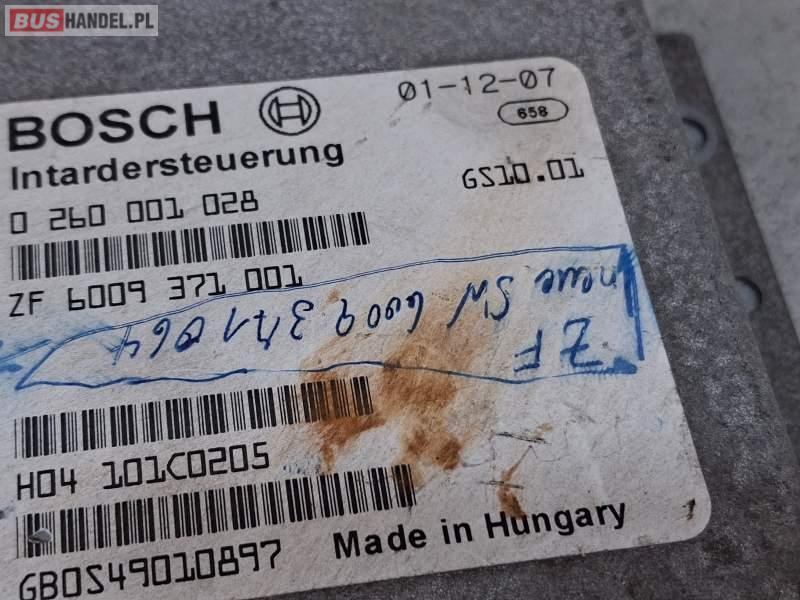 BUSHANDEL.PL
BOSCH
01-12-07
658
Intardersteuerung
GS10.01
0 260 001 028
ZF 6009 371 001
ZF
neue SW 6009 371 064
H04 101C0205
GB0S49010897
Made in Hungary